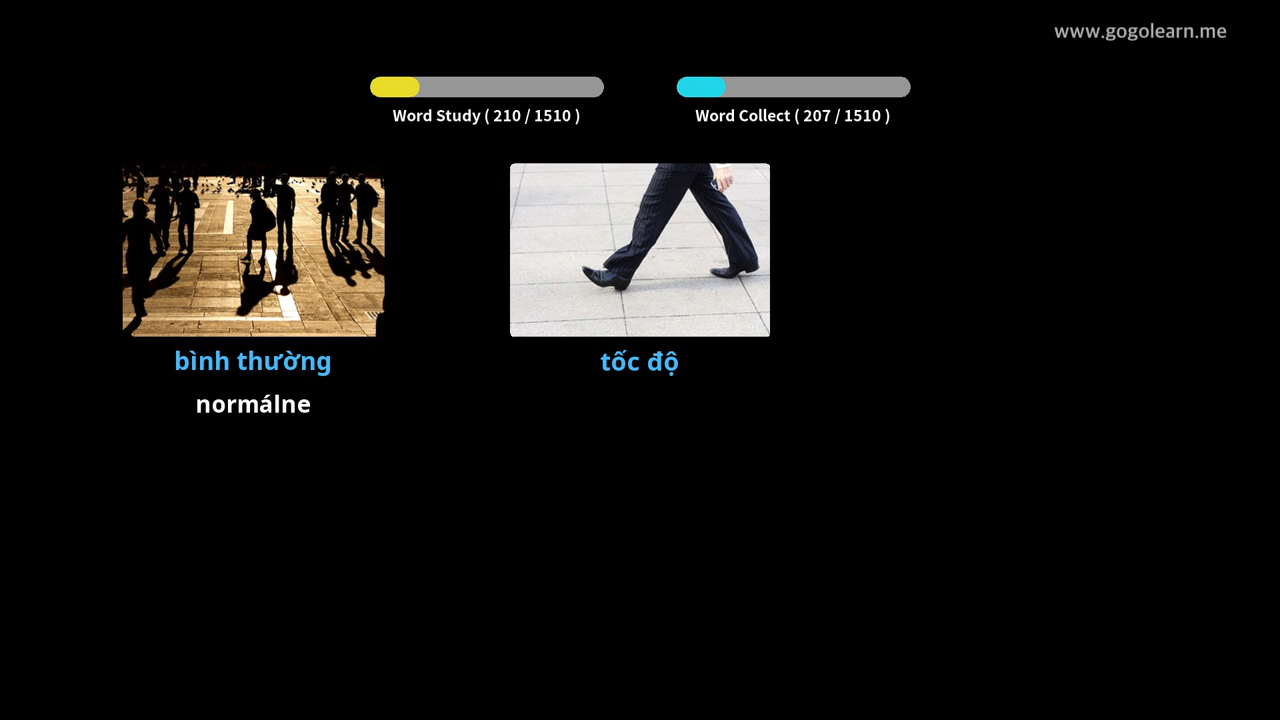 www.gogolearn.me
Word Study ( 210 / 1510 )
Word Collect ( 207 / 1510 )
bình thường
tốc độ
normálne